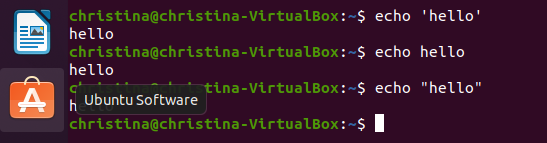 christina@christina-VirtualBox:~$ echo 'hello'
hello
christina@christina-VirtualBox:~$ echo hello
hello
christina@christina-VirtualBox:~$ echo "hello"
Ubuntu Software
christina@christina-VirtualBox:~$